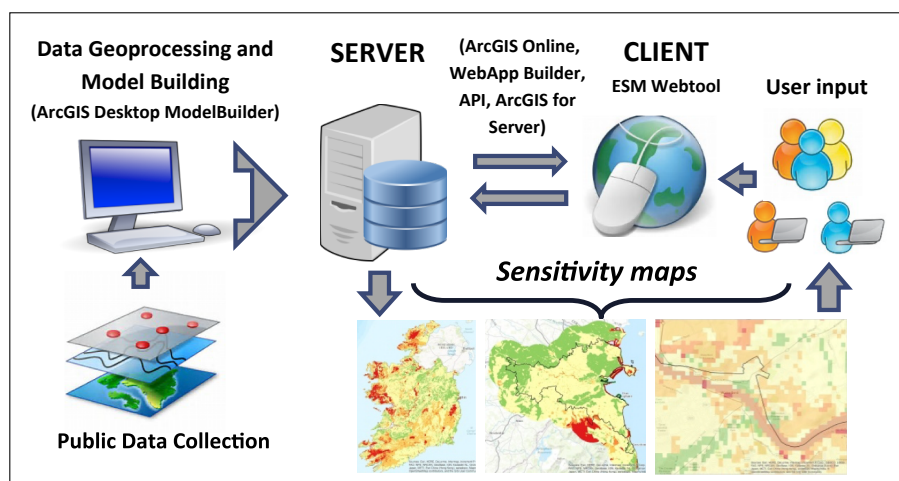 Data Geoprocessing and
Model Building
(ArcGIS Desktop ModelBuilder)
SERVER
(ArcGIS Online,
WebApp Builder,
API, ArcGIS for
Server)
CLIENT
ESM Webtool
User input
Sensitivity maps
Public Data Collection